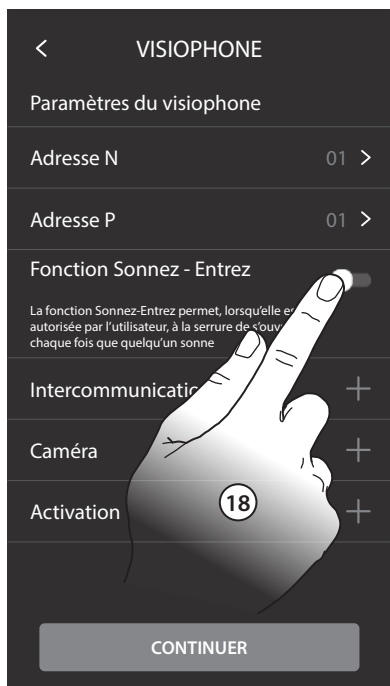 VISIOPHONE
Paramètres du visiophone
Adresse N 01
Adresse P 01
Fonction Sonnez - Entrez
La fonction Sonnez-Entrez permet, lorsqu'elle
autorisée par l'utilisateur, à la serrure de
chaque fois que quelqu'un sonne
Caméra
Activation
18
CONTINUER